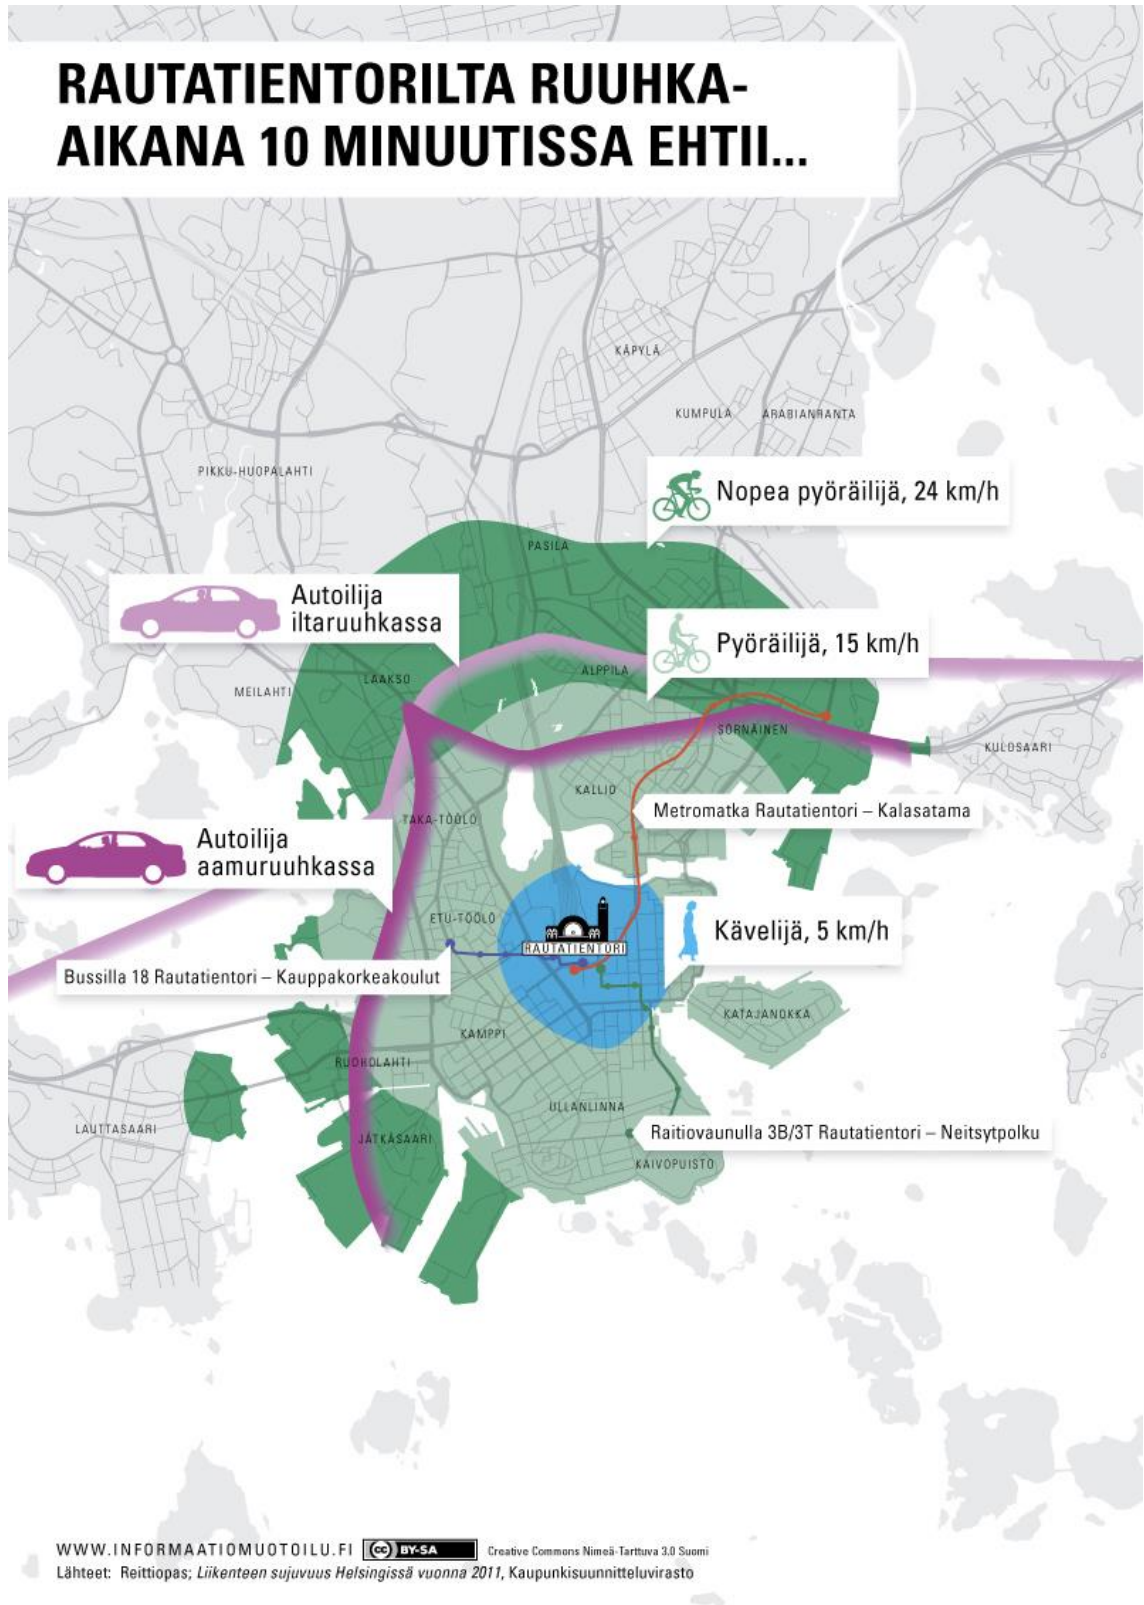 RAUTATIENTORILTA RUUHKA-
AIKANA 10 MINUUTISSA EHTII...
KÄPYLÄ
KUMPULA
ARABIANRANTA
PIKKU-HUOPALAHTI
Nopea pyöräilijä, 24 km/h
PASILA
Autoilija
iltaruuhkassa
Pyöräilijä, 15 km/h
ALPPILA
LAAKSO
MEILAHTI
SÖRNÄINEN
KULOSAARI
KALLIO
Metromatka Rautatientori – Kalasatama
TAKA-TÖÖLÖ
Autoilija
aamuruuhkassa
ETU-TÖÖLÖ
Kävelijä, 5 km/h
RAUTATIENTORI
Bussilla 18 Rautatientori – Kauppakorkeakoulut
KATAJANOKKA
KAMPPI
RUOHOLAHTI
ULLANLINNA
LAUTTASAARI
JÄTKÄSAARI
Raitiovaunulla 3B/3T Rautatientori – Neitsytpolku
KAIVOPUISTO
WWW.INFORMAATIOMUOTOILU.FI (cc) BY-SA Creative Commons Nimeä-Tarttuva 3.0 Suomi
Lähteet: Reittiopas; Liikenteen sujuvuus Helsingissä vuonna 2011, Kaupunkisuunnitteluvirasto